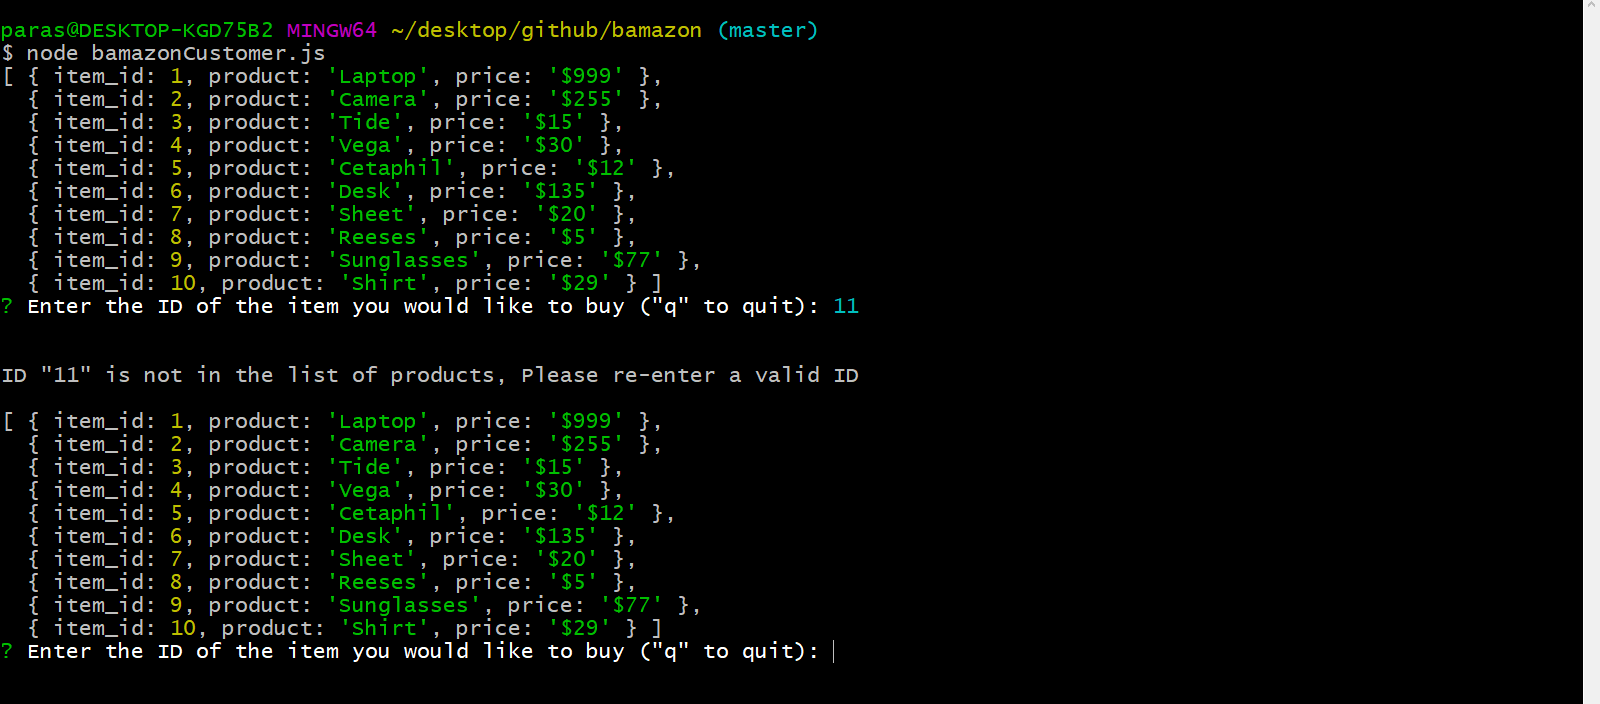 paras@DESKTOP-KGD75B2 MINGW64 ~/desktop/github/bamazon (master)
$ node bamazonCustomer.js
[ { item_id: 1, product: 'Laptop', price: '$999' },
  { item_id: 2, product: 'Camera', price: '$255' },
  { item_id: 3, product: 'Tide', price: '$15' },
  { item_id: 4, product: 'Vega', price: '$30' },
  { item_id: 5, product: 'Cetaphil', price: '$12' },
  { item_id: 6, product: 'Desk', price: '$135' },
  { item_id: 7, product: 'Sheet', price: '$20' },
  { item_id: 8, product: 'Reeses', price: '$5' },
  { item_id: 9, product: 'Sunglasses', price: '$77' },
  { item_id: 10, product: 'Shirt', price: '$29' } ]
? Enter the ID of the item you would like to buy ("q" to quit): 11
ID "11" is not in the list of products, Please re-enter a valid ID
[ { item_id: 1, product: 'Laptop', price: '$999' },
  { item_id: 2, product: 'Camera', price: '$255' },
  { item_id: 3, product: 'Tide', price: '$15' },
  { item_id: 4, product: 'Vega', price: '$30' },
  { item_id: 5, product: 'Cetaphil', price: '$12' },
  { item_id: 6, product: 'Desk', price: '$135' },
  { item_id: 7, product: 'Sheet', price: '$20' },
  { item_id: 8, product: 'Reeses', price: '$5' },
  { item_id: 9, product: 'Sunglasses', price: '$77' },
  { item_id: 10, product: 'Shirt', price: '$29' } ]
? Enter the ID of the item you would like to buy ("q" to quit):